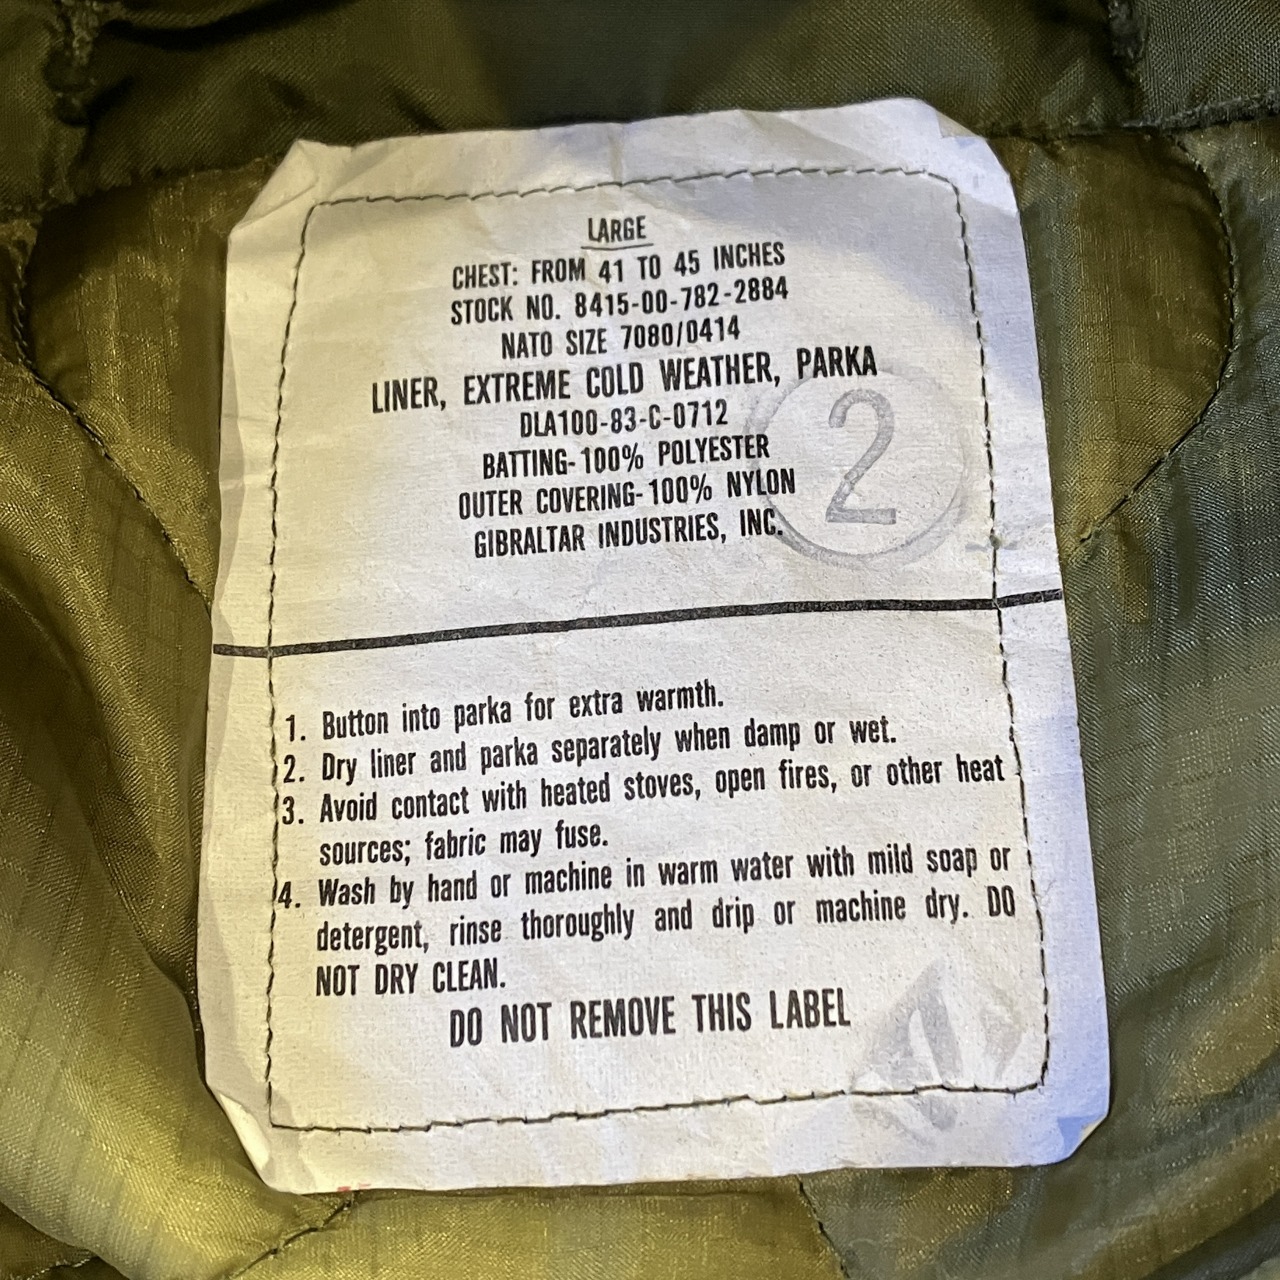 LARGE
CHEST: FROM 41 TO 45 INCHES
STOCK NO. 8415-00-782-2884
NATO SIZE 7080/0414
LINER, EXTREME COLD WEATHER, PARKA
DLA100-83-C-0712
BATTING-100% POLYESTER
OUTER COVERING-100% NYLON
GIBRALTAR INDUSTRIES, INC.
2
1. Button into parka for extra warmth.
2. Dry liner and parka separately when damp or wet.
3. Avoid contact with heated stoves, open fires, or other heat
sources; fabric may fuse.
4. Wash by hand or machine in warm water with mild soap or
detergent, rinse thoroughly and drip or machine dry. DO
NOT DRY CLEAN.
DO NOT REMOVE THIS LABEL